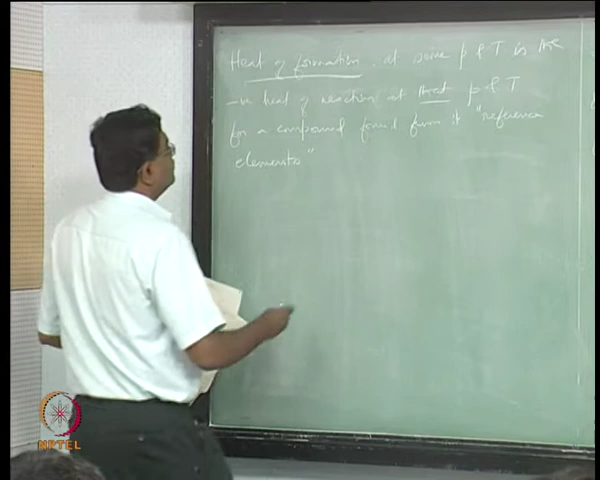 Heat of formation at some p & T is the
-ve heat of reaction at that p & T
for a compound formed from it "reference
elements"
NPTEL